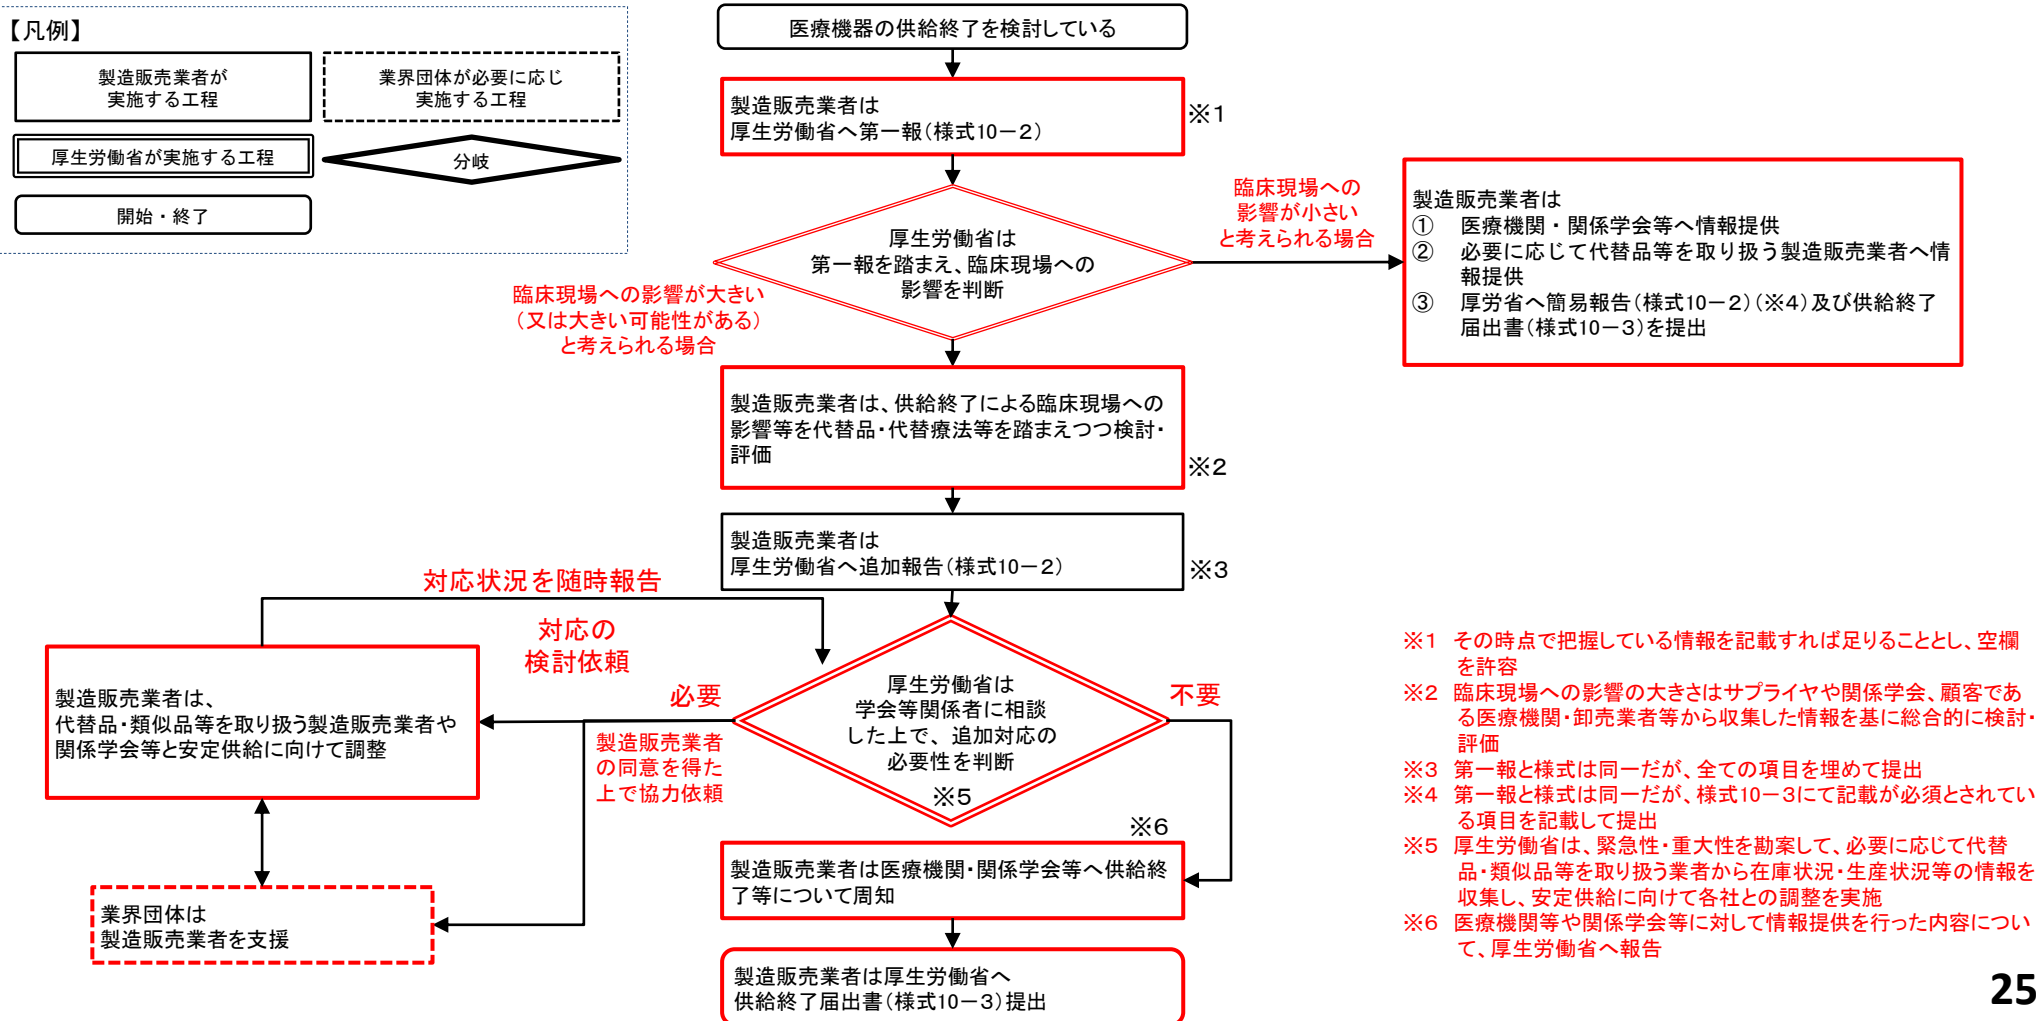 【凡例】
製造販売業者が
実施する工程
業界団体が必要に応じ
実施する工程
厚生労働省が実施する工程
分岐
開始・終了
医療機器の供給終了を検討している
製造販売業者は
厚生労働省へ第一報(様式10－2)
※1
厚生労働省は
第一報を踏まえ、臨床現場への
影響を判断
臨床現場への
影響が小さい
と考えられる場合
製造販売業者は
① 医療機関・関係学会等へ情報提供
② 必要に応じて代替品等を取り扱う製造販売業者へ情
報提供
③ 厚労省へ簡易報告(様式10－2)(※4)及び供給終了
届出書(様式10－3)を提出
臨床現場への影響が大きい
(又は大きい可能性がある)
と考えられる場合
製造販売業者は、供給終了による臨床現場への
影響等を代替品・代替療法等を踏まえつつ検討・
評価
※2
製造販売業者は
厚生労働省へ追加報告(様式10－2)
※3
対応状況を随時報告
対応の
検討依頼
必要
不要
厚生労働省は
学会等関係者に相談
した上で、追加対応の
必要性を判断
※5
製造販売業者は、
代替品・類似品等を取り扱う製造販売業者や
関係学会等と安定供給に向けて調整
製造販売業者
の同意を得た
上で協力依頼
業界団体は
製造販売業者を支援
※6
製造販売業者は医療機関・関係学会等へ供給終
了等について周知
製造販売業者は厚生労働省へ
供給終了届出書(様式10－3)提出
※1 その時点で把握している情報を記載すれば足りることとし、空欄
を許容
※2 臨床現場への影響の大きさはサプライヤや関係学会、顧客であ
る医療機関・卸売業者等から収集した情報を基に総合的に検討・
評価
※3 第一報と様式は同一だが、全ての項目を埋めて提出
※4 第一報と様式は同一だが、様式10－3にて記載が必須とされてい
る項目を記載して提出
※5 厚生労働省は、緊急性・重大性を勘案して、必要に応じて代替
品・類似品等を取り扱う業者から在庫状況・生産状況等の情報を
収集し、安定供給に向けて各社との調整を実施
※6 医療機関等や関係学会等に対して情報提供を行った内容につい
て、厚生労働省へ報告
25